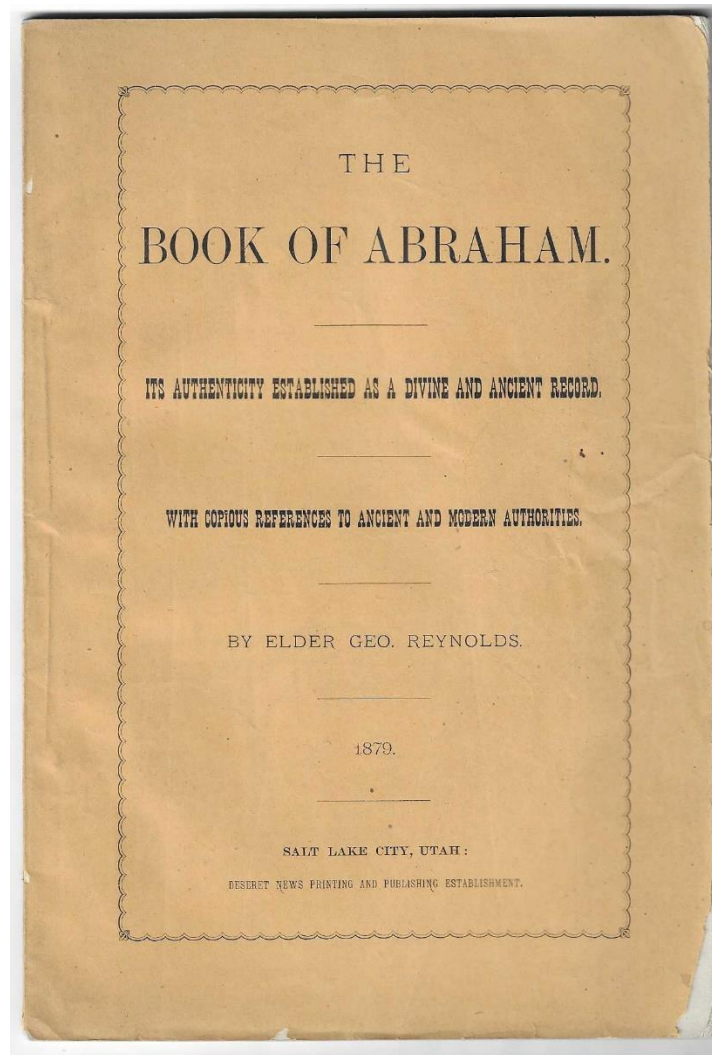 THE
BOOK OF ABRAHAM.
ITS AUTHENTICITY ESTABLISHED AS A DIVINE AND ANCIENT RECORD.
WITH COPIOUS REFERENCES TO ANCIENT AND MODERN AUTHORITIES.
BY ELDER GEO. REYNOLDS.
1879.
SALT LAKE CITY, UTAH:
DESERET NEWS PRINTING AND PUBLISHING ESTABLISHMENT.